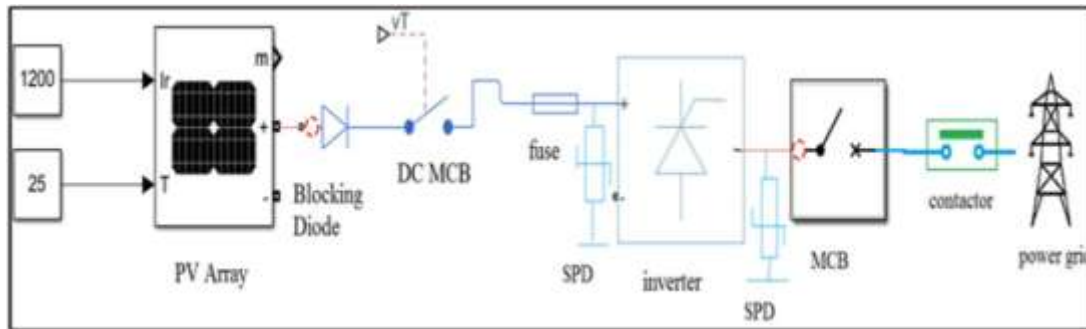 vT
1200
Ir
m
+
25
T
-
Blocking
Diode
PV Array
DC MCB
fuse
SPD
+
-
inverter
SPD
MCB
contactor
power grid